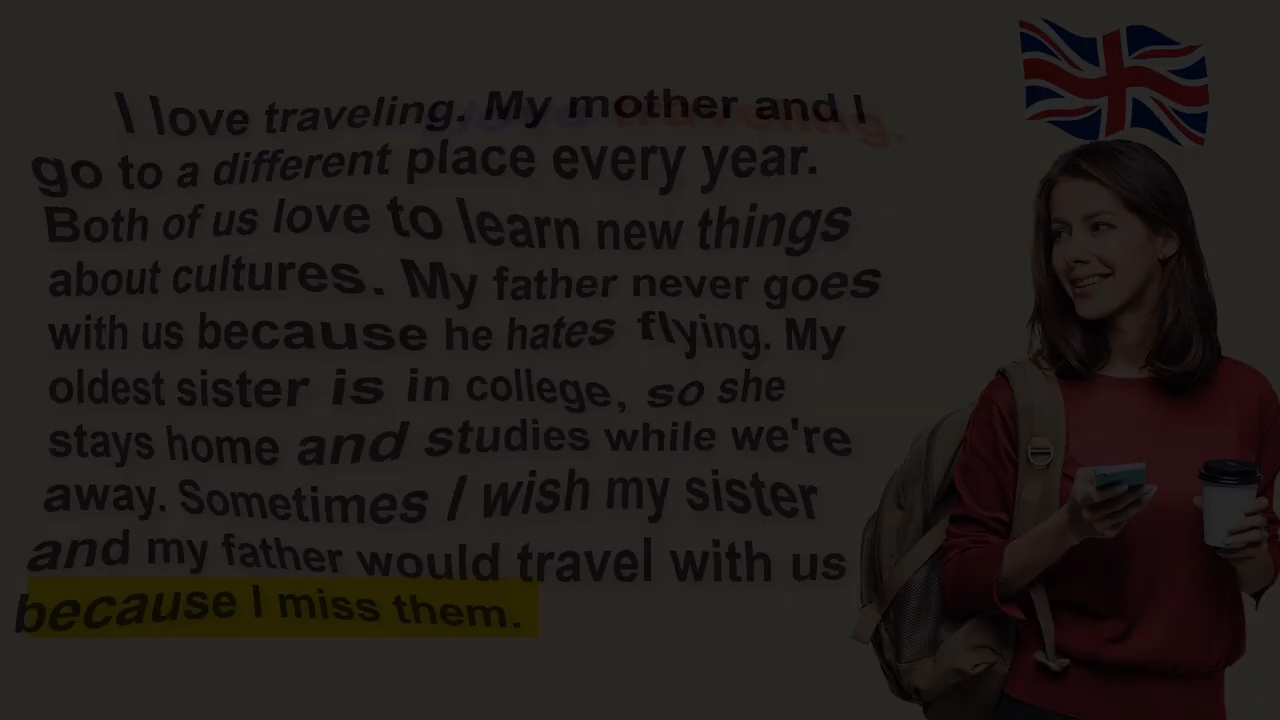 I love traveling. My mother and I
go to a different place every year.
Both of us love to learn new things
about cultures. My father never goes
with us because he hates flying. My
oldest sister is in college, so she
stays home and studies while we're
away. Sometimes I wish my sister
and my father would travel with us
because I miss them.